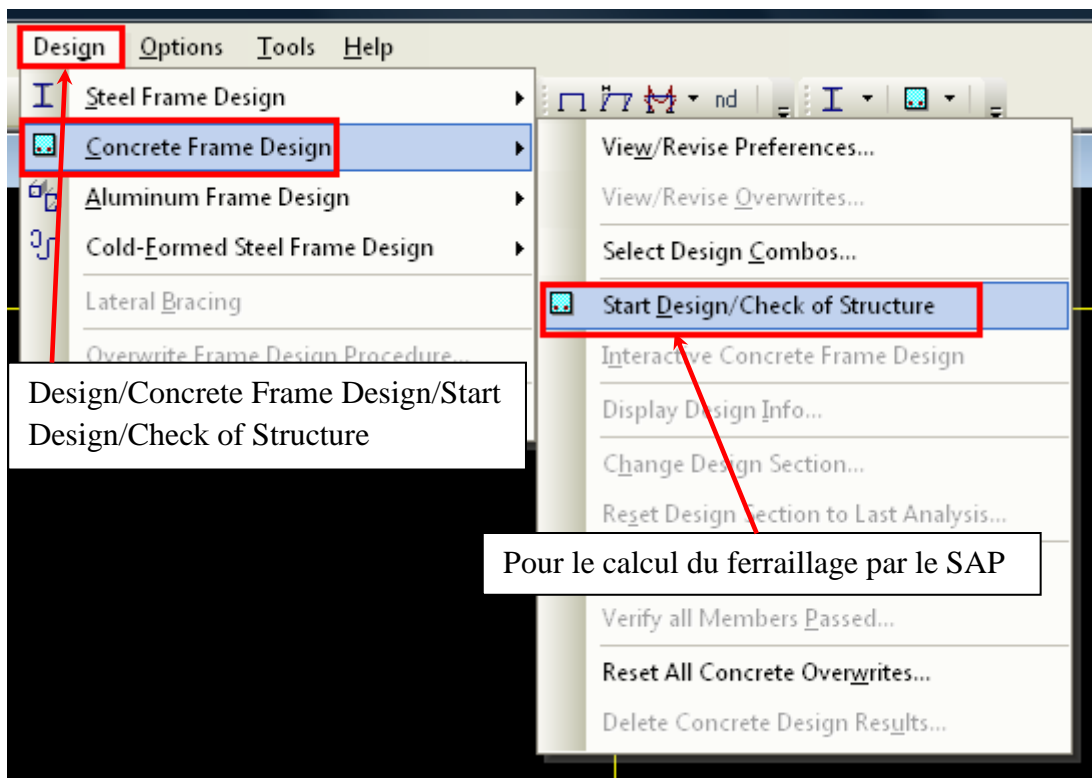 Design Options Tools Help
Steel Frame Design
nd
Concrete Frame Design
View/Revise Preferences...
Aluminum Frame Design
View/Revise Overwrites...
Cold-Formed Steel Frame Design
Select Design Combos...
Lateral Bracing
Start Design/Check of Structure
Overwrite Frame Design Procedure...
Interactive Concrete Frame Design
Design/Concrete Frame Design/Start
Design/Check of Structure
Display Design Info...
Change Design Section...
Reset Design Section to Last Analysis...
Pour le calcul du ferraillage par le SAP
Verify all Members Passed...
Reset All Concrete Overwrites...
Delete Concrete Design Results...